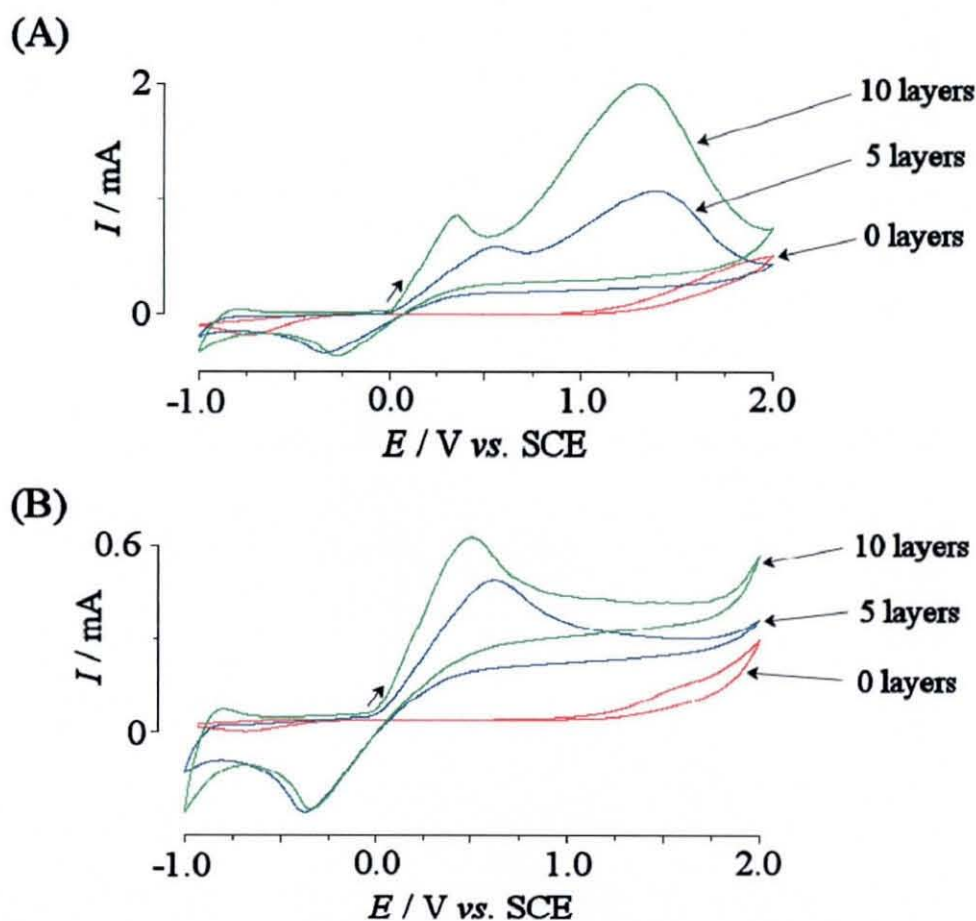 (A)
2
I / mA
0
10 layers
5 layers
0 layers
-1.0 0.0 1.0 2.0
E / V vs. SCE
(B)
0.6
I / mA
0
10 layers
5 layers
0 layers
-1.0 0.0 1.0 2.0
E / V vs. SCE